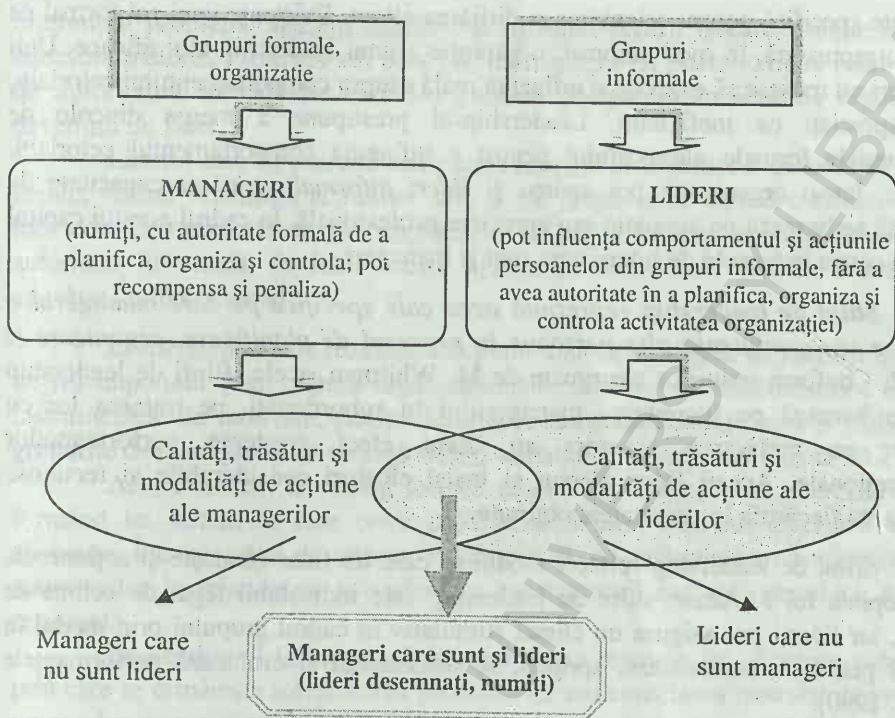 Grupuri formale,
organizație
Grupuri
informale
MANAGERI
(numiți, cu autoritate formală de a
planifica, organiza și controla; pot
recompensa și penaliza)
LIDERI
(pot influența comportamentul și acțiunile
persoanelor din grupuri informale, fără a
avea autoritate în a planifica, organiza și
controla activitatea organizației)
Calități, trăsături și
modalități de acțiune
ale managerilor
Calități, trăsături și
modalități de acțiune ale
liderilor
Manageri care
nu sunt lideri
Manageri care sunt și lideri
(lideri desemnați, numiți)
Lideri care nu
sunt manageri
UNIVERSITY LIBR